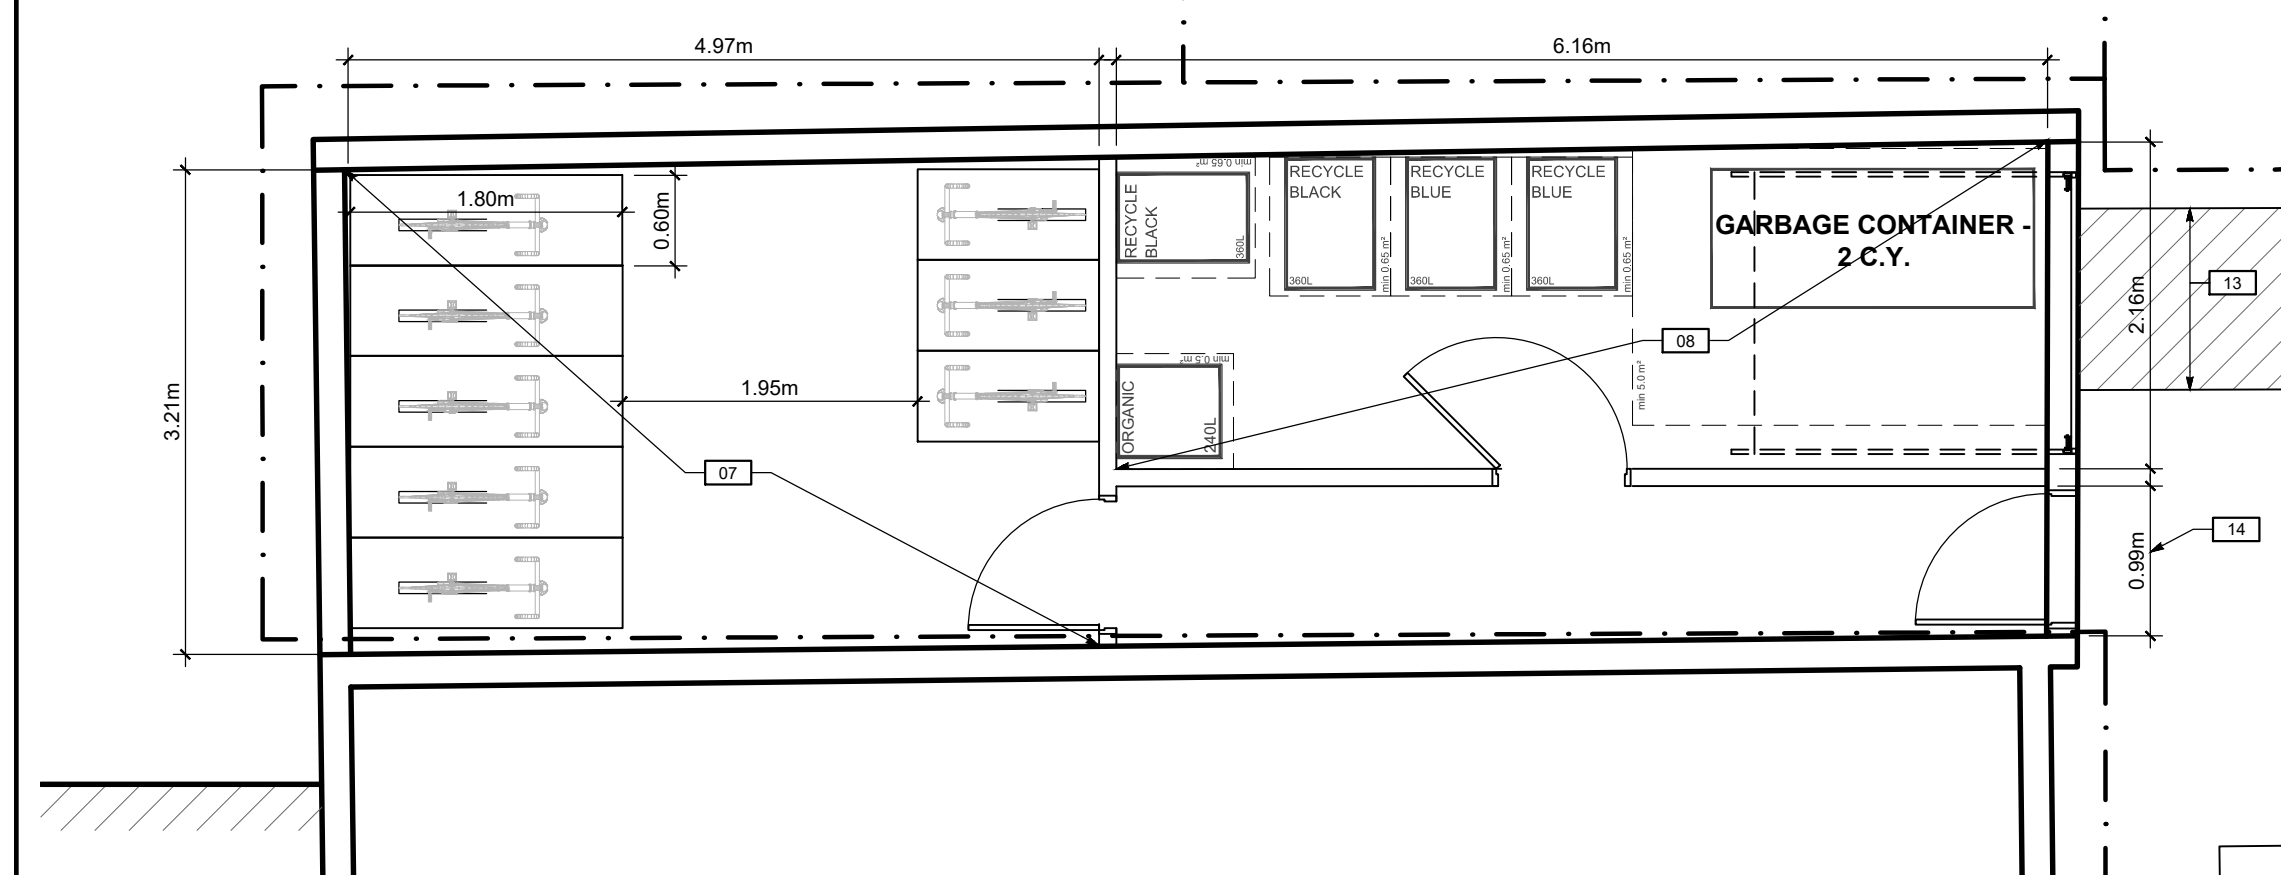 4.97m
6.16m
min 0.65 m²
RECYCLE
BLACK
360L
RECYCLE
BLACK
360L
min 0.65 m²
RECYCLE
BLUE
360L
min 0.65 m²
RECYCLE
BLUE
360L
min 0.65 m²
GARBAGE CONTAINER -
2 C.Y.
1.80m
0.60m
13
2.16m
08
min 0.5 m²
ORGANIC
240L
min 5.0 m²
1.95m
3.21m
07
14
0.99m